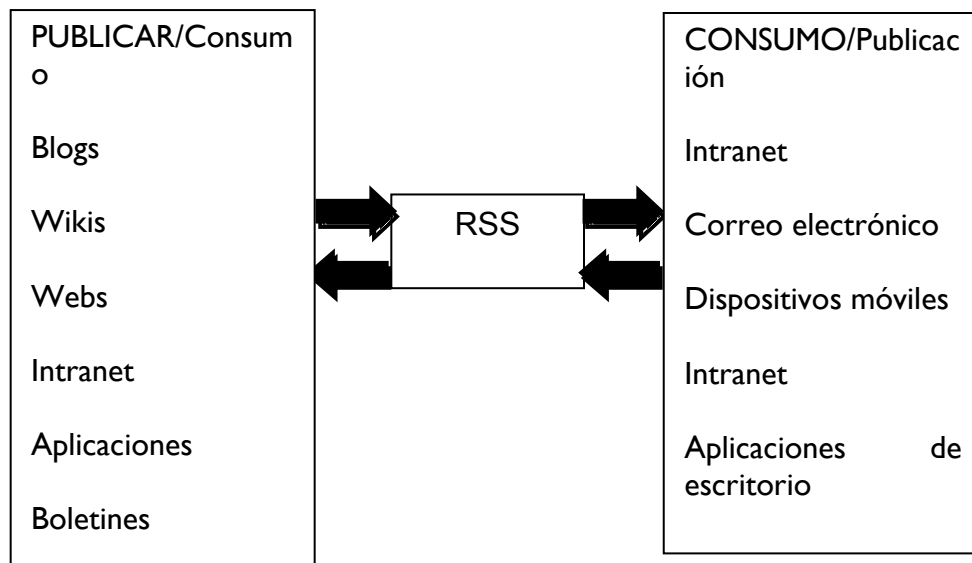 PUBLICAR/Consum
o
Blogs
Wikis
Webs
Intranet
Aplicaciones
Boletines
RSS
CONSUMO/Publicac
ión
Intranet
Correo electrónico
Dispositivos móviles
Intranet
Aplicaciones de
escritorio